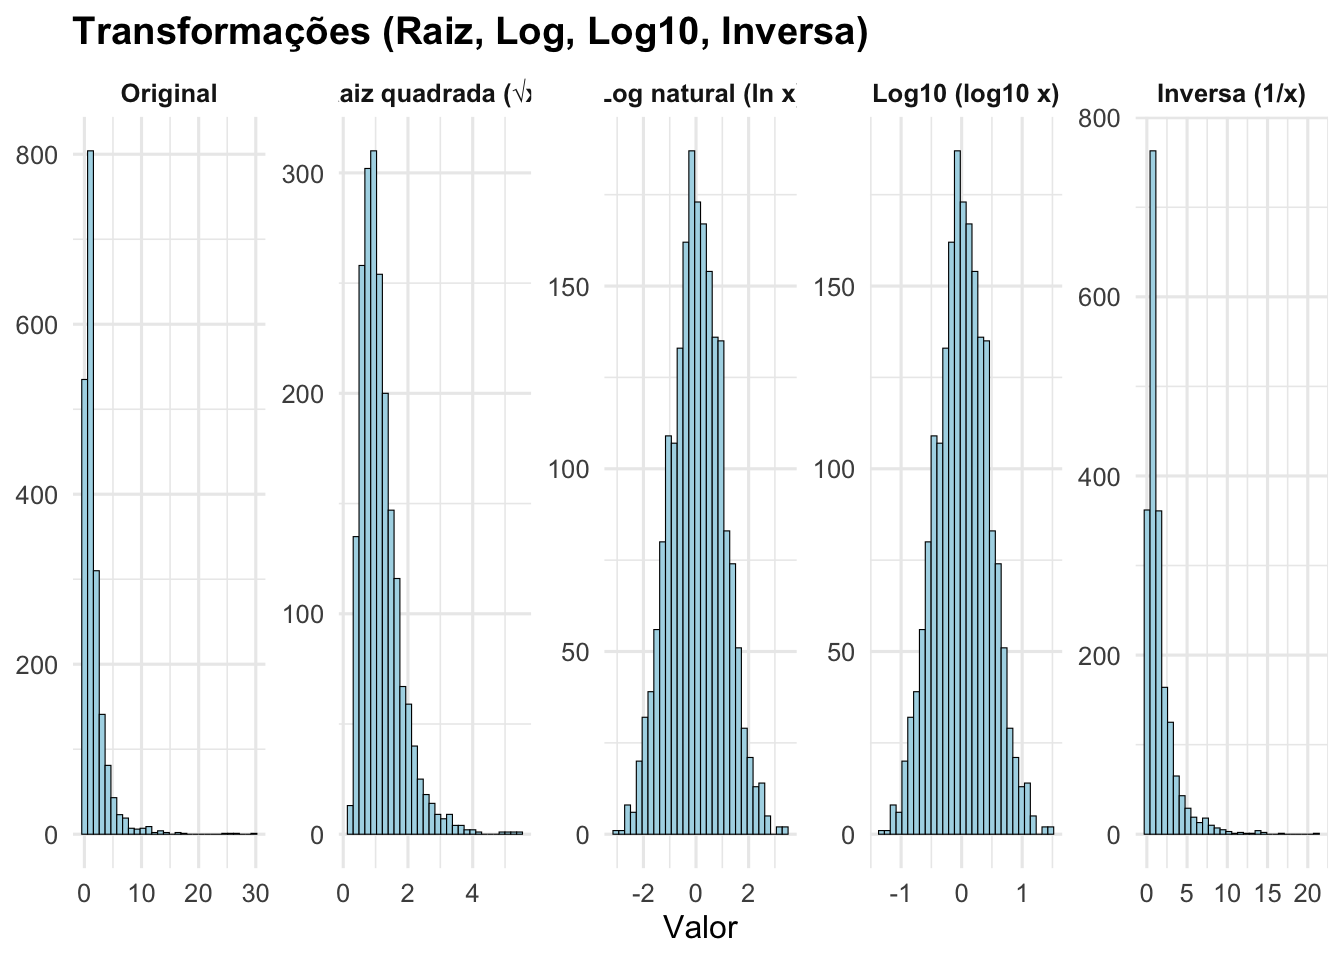 Transformações (Raiz, Log, Log10, Inversa)
Original
aiz quadrada (√x
Log natural (ln x
Log10 (log10 x)
Inversa (1/x)
800
600
400
200
0
0 10 20 30
300
200
100
0
0 2 4
150
100
50
0
-2 0 2
150
100
50
0
-1 0 1
800
600
400
200
0
0 5 10 15 20
Valor